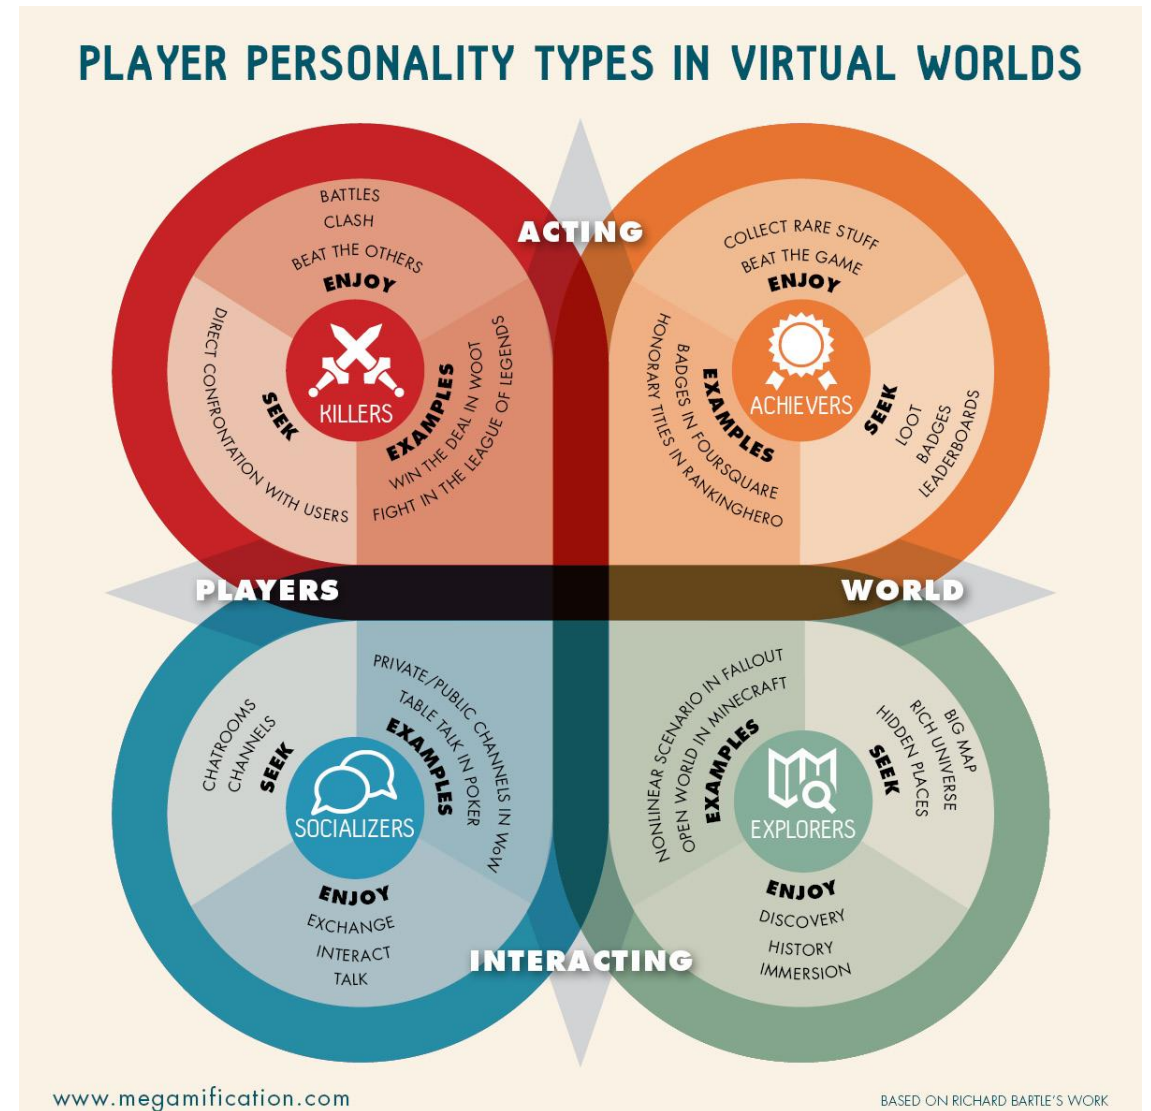 PLAYER PERSONALITY TYPES IN VIRTUAL WORLDS
ACTING
BATTLES
CLASH
BEAT THE OTHERS
ENJOY
DIRECT CONFRONTATION WITH USERS
SEEK
KILLERS
EXAMPLES
WIN THE DEAL IN WOOT
FIGHT IN THE LEAGUE OF LEGENDS
COLLECT RARE STUFF
BEAT THE GAME
ENJOY
HONORARY TITLES IN RANKINGHERO
BADGES IN FOURSQUARE
EXAMPLES
ACHIEVERS
SEEK
LOOT
BADGES
LEADERBOARDS
PLAYERS
WORLD
CHATROOMS
CHANNELS
SEEK
SOCIALIZERS
PRIVATE/PUBLIC CHANNELS IN WoW
TABLE TALK IN POKER
EXAMPLES
ENJOY
EXCHANGE
INTERACT
TALK
NONLINEAR SCENARIO IN FALLOUT
OPEN WORLD IN MINECRAFT
EXAMPLES
EXPLORERS
BIG MAP
RICH UNIVERSE
HIDDEN PLACES
SEEK
ENJOY
DISCOVERY
HISTORY
IMMERSION
INTERACTING
www.megamification.com
BASED ON RICHARD BARTLE'S WORK